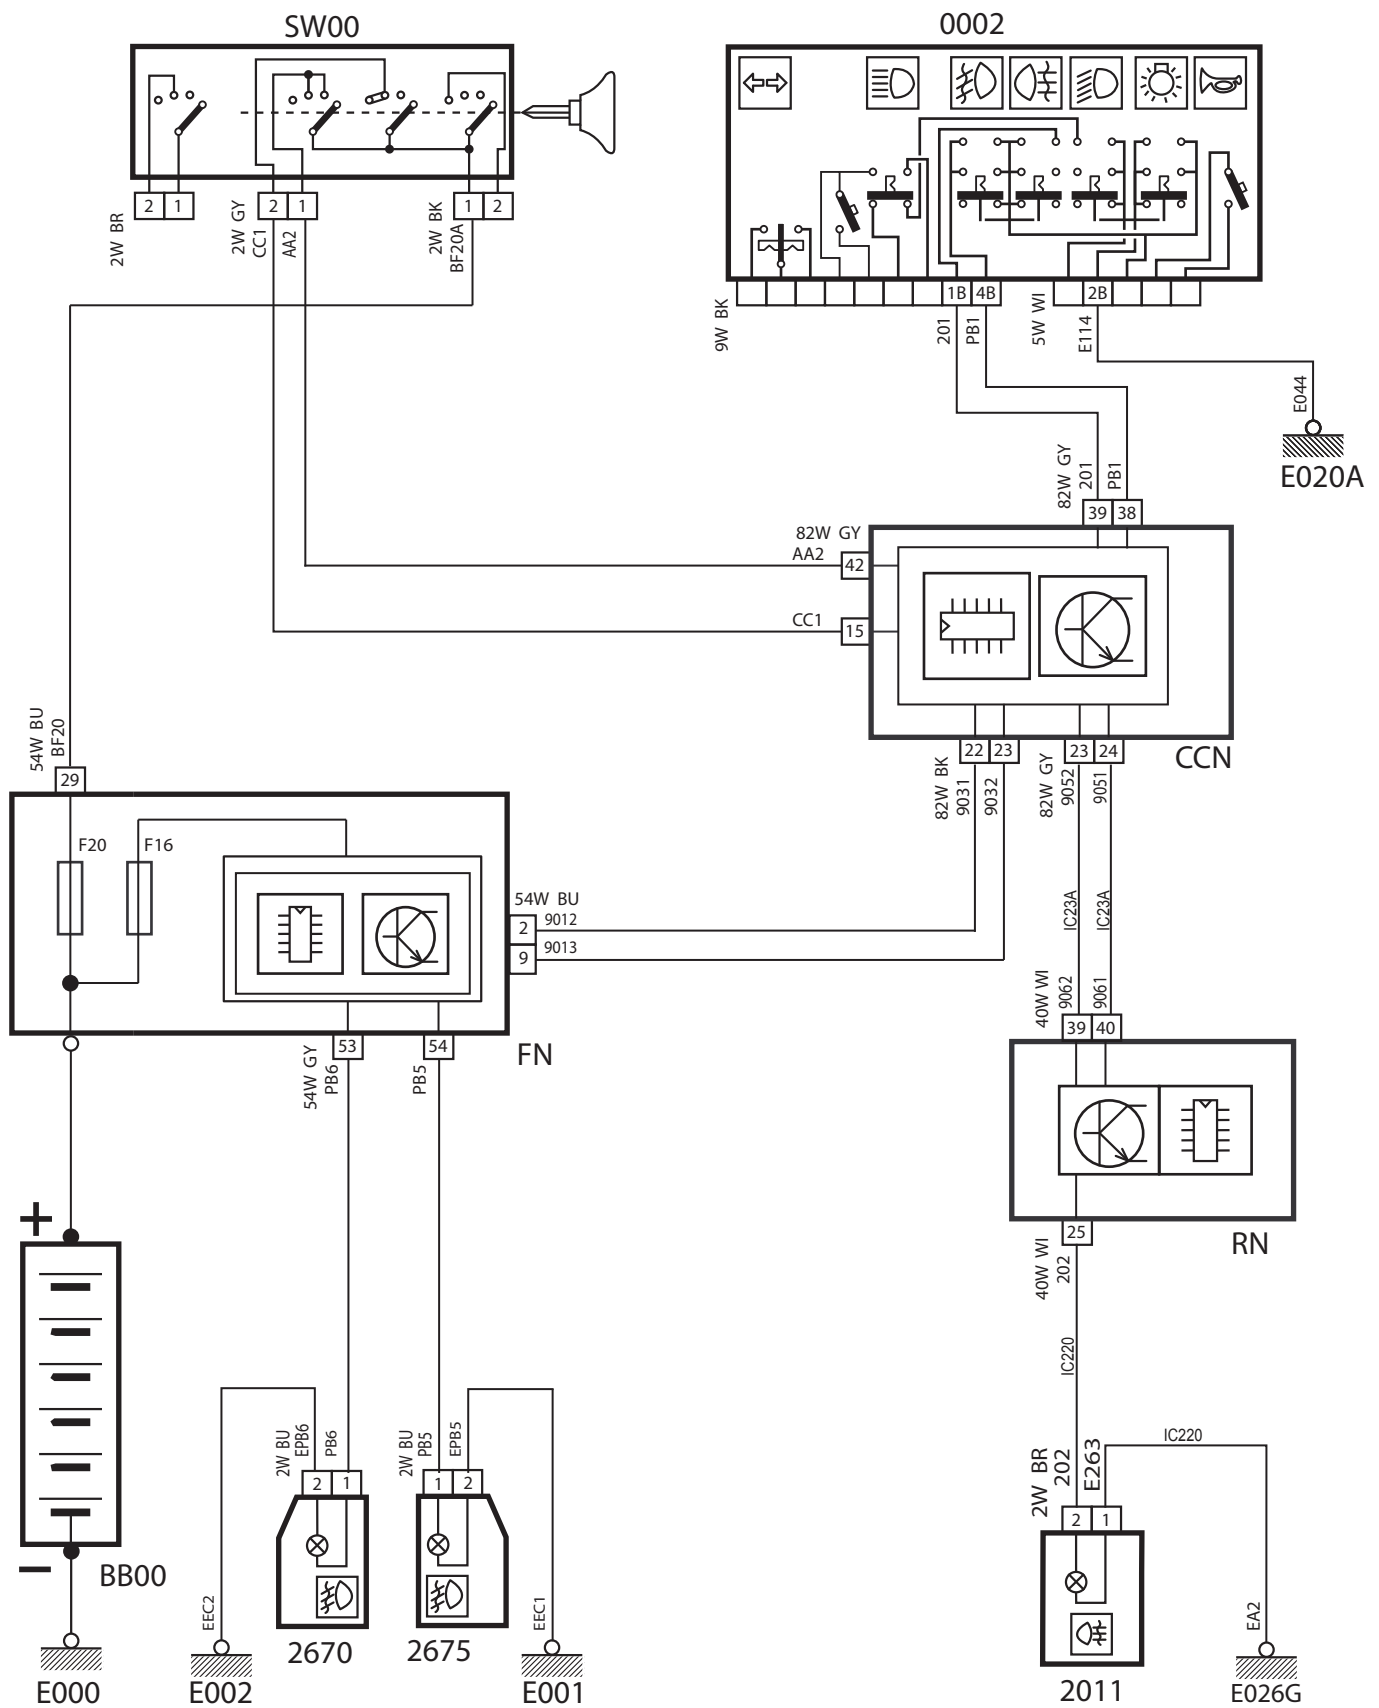 SW00
0002
2 1
2 1
1 2
2W BR
2W GY
CC1
AA2
2W BK
BF20A
1B 4B
2B
9W BK
201
PB1
5W WI
E114
E044
E020A
82W GY
201
PB1
39 38
82W GY
AA2
42
CC1
15
54W BU
BF20
29
22 23
23 24
CCN
82W BK
9031
9032
82W GY
9052
9051
F20
F16
54W BU
2
9012
9
9013
IC23A
IC23A
40W WI
9062
9061
39 40
53
54
FN
54W GY
PB6
PB5
+
25
RN
40W WI
202
IC220
2W BU
EPB6
PB6
2W BU
PB5
EPB5
2W BR
202
E263
IC220
2 1
1 2
2 1
–
BB00
EEC2
EEC1
EA2
2670
2675
2011
E000
E002
E001
E026G